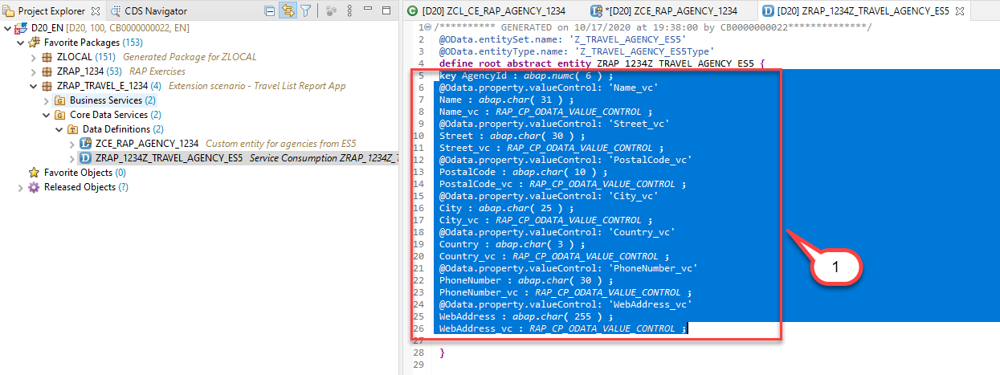 Project Explorer
CDS Navigator
D20_EN [D20, 100, CB0000000022, EN]
Favorite Packages (153)
ZLOCAL (151) Generated Package for ZLOCAL
ZRAP_1234 (53) RAP Exercises
ZRAP_TRAVEL_E_1234 (4) Extension scenario - Travel List Report App
Business Services (2)
Core Data Services (2)
Data Definitions (2)
ZCE_RAP_AGENCY_1234 Custom entity for agencies from ES5
ZRAP_1234Z_TRAVEL_AGENCY_ES5 Service Consumption ZRAP_1234Z_
Favorite Objects (0)
Released Objects (?)
[D20] ZCL_CE_RAP_AGENCY_1234
*[D20] ZCE_RAP_AGENCY_1234
[D20] ZRAP_1234Z_TRAVEL_AGENCY_ES5
1 /********** GENERATED on 10/17/2020 at 19:38:00 by CB0000000022**************/
2 @OData.entitySet.name: 'Z_TRAVEL_AGENCY_ES5'
3 @OData.entityType.name: 'Z_TRAVEL_AGENCY_ES5Type'
4 define root abstract entity ZRAP_1234Z_TRAVEL_AGENCY_ES5 {
5 key AgencyId : abap.numc( 6 ) ;
6 @Odata.property.valueControl: 'Name_vc'
7 Name : abap.char( 31 ) ;
8 Name_vc : RAP_CP_ODATA_VALUE_CONTROL ;
9 @Odata.property.valueControl: 'Street_vc'
10 Street : abap.char( 30 ) ;
11 Street_vc : RAP_CP_ODATA_VALUE_CONTROL ;
12 @Odata.property.valueControl: 'PostalCode_vc'
13 PostalCode : abap.char( 10 ) ;
14 PostalCode_vc : RAP_CP_ODATA_VALUE_CONTROL ;
15 @Odata.property.valueControl: 'City_vc'
16 City : abap.char( 25 ) ;
17 City_vc : RAP_CP_ODATA_VALUE_CONTROL ;
18 @Odata.property.valueControl: 'Country_vc'
19 Country : abap.char( 3 ) ;
20 Country_vc : RAP_CP_ODATA_VALUE_CONTROL ;
21 @Odata.property.valueControl: 'PhoneNumber_vc'
22 PhoneNumber : abap.char( 30 ) ;
23 PhoneNumber_vc : RAP_CP_ODATA_VALUE_CONTROL ;
24 @Odata.property.valueControl: 'WebAddress_vc'
25 WebAddress : abap.char( 255 ) ;
26 WebAddress_vc : RAP_CP_ODATA_VALUE_CONTROL ;
27
28 }
29
1